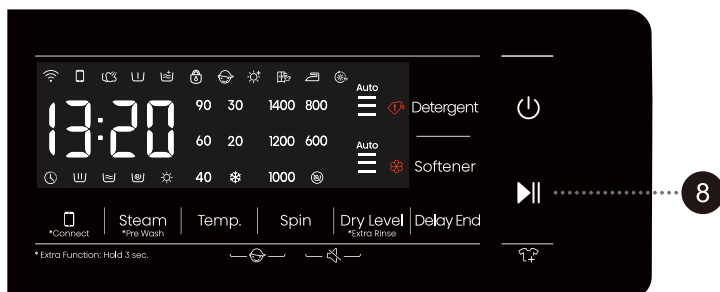 Auto
90 30 1400 800
Detergent
13:20
60 20 1200 600
Auto
Softener
40 1000
8
Steam Temp. Spin Dry Level Delay End
*Connect *Pre Wash *Extra Rinse
* Extra Function: Hold 3 sec.